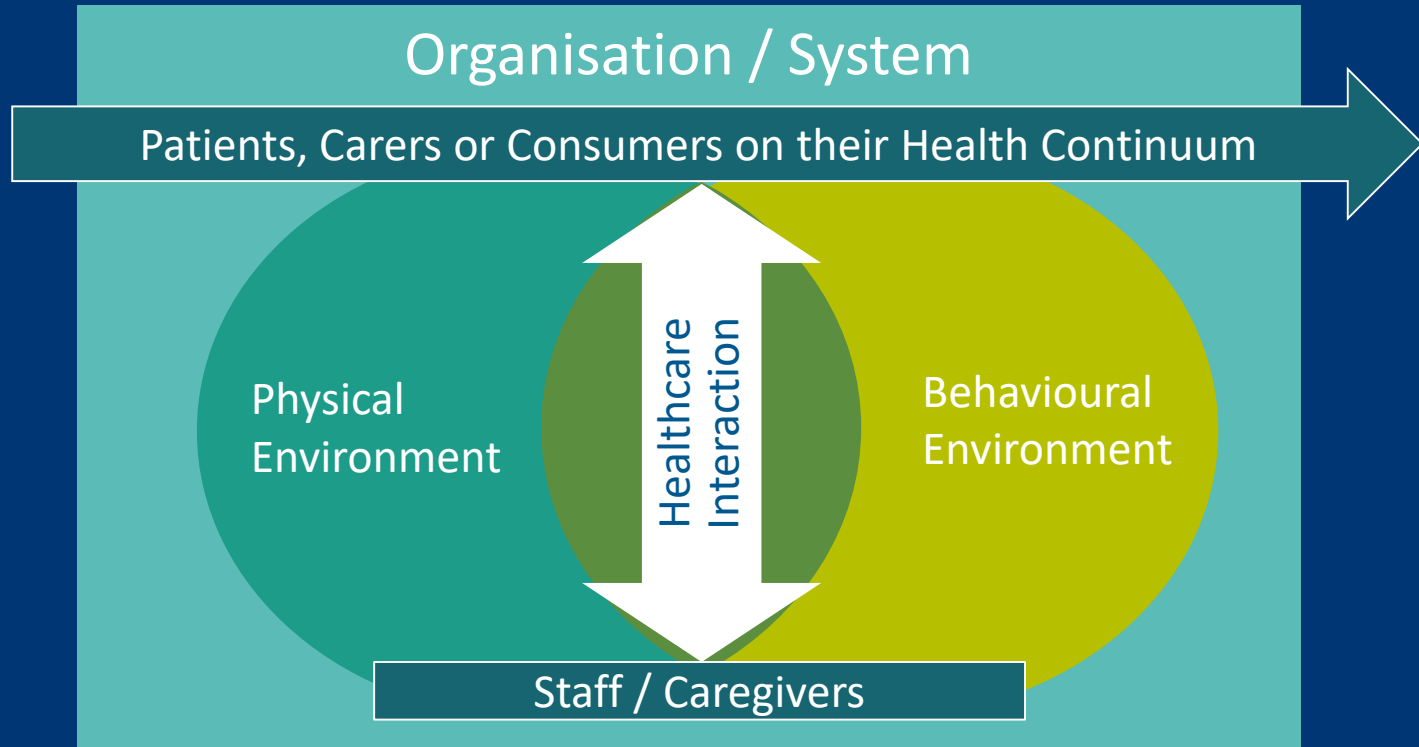 Organisation / System
Patients, Carers or Consumers on their Health Continuum
Physical
Environment
Healthcare
Interaction
Behavioural
Environment
Staff / Caregivers